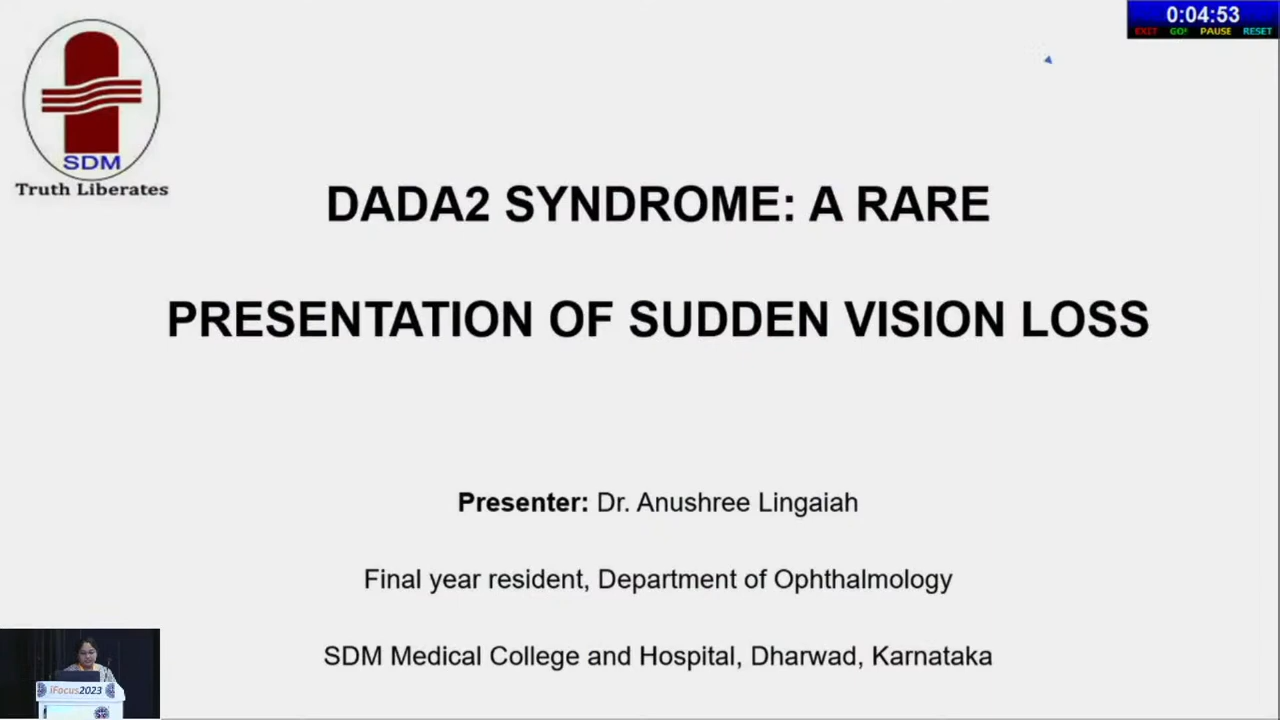 0:04:53
EXIT GO! PAUSE RESET
SDM
Truth Liberates
DADA2 SYNDROME: A RARE
PRESENTATION OF SUDDEN VISION LOSS
Presenter: Dr. Anushree Lingaiah
Final year resident, Department of Ophthalmology
SDM Medical College and Hospital, Dharwad, Karnataka
iFocus2023